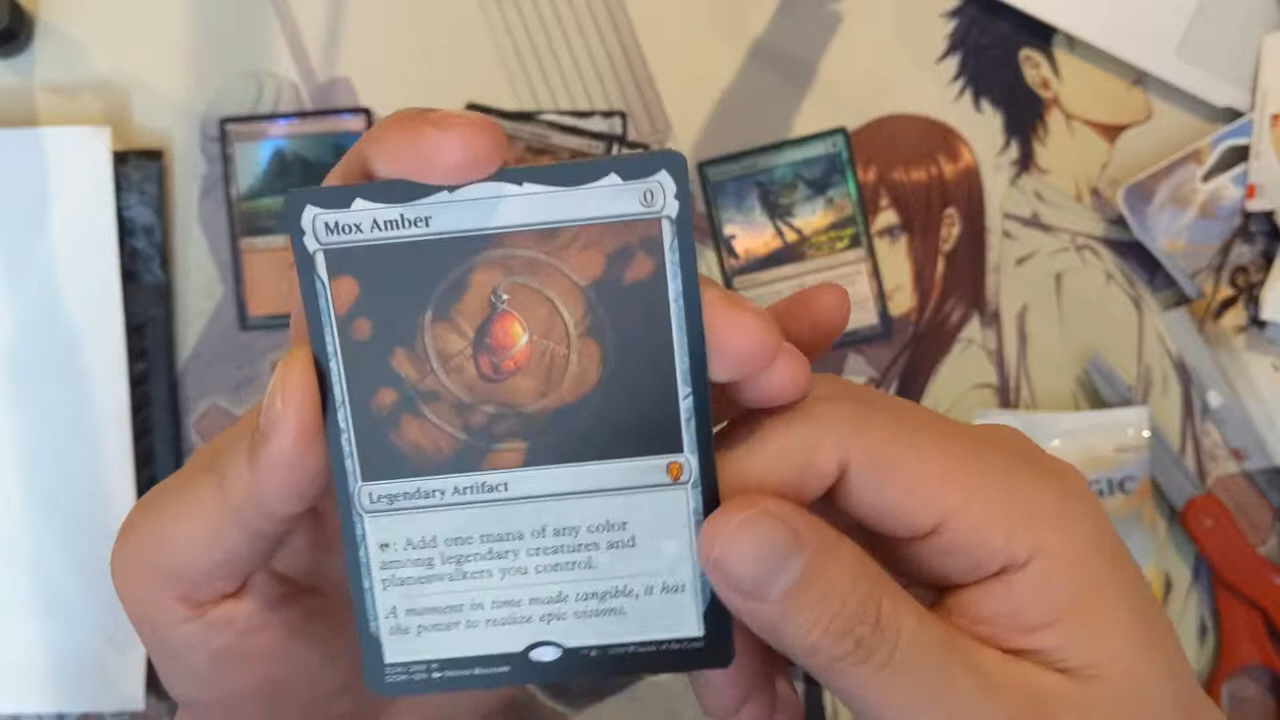 Mox Amber
0
Legendary Artifact
: Add one mana of any color
among legendary creatures and
planeswalkers you control.
A moment in time made tangible, it has
the power to realize epic visions.
GIC